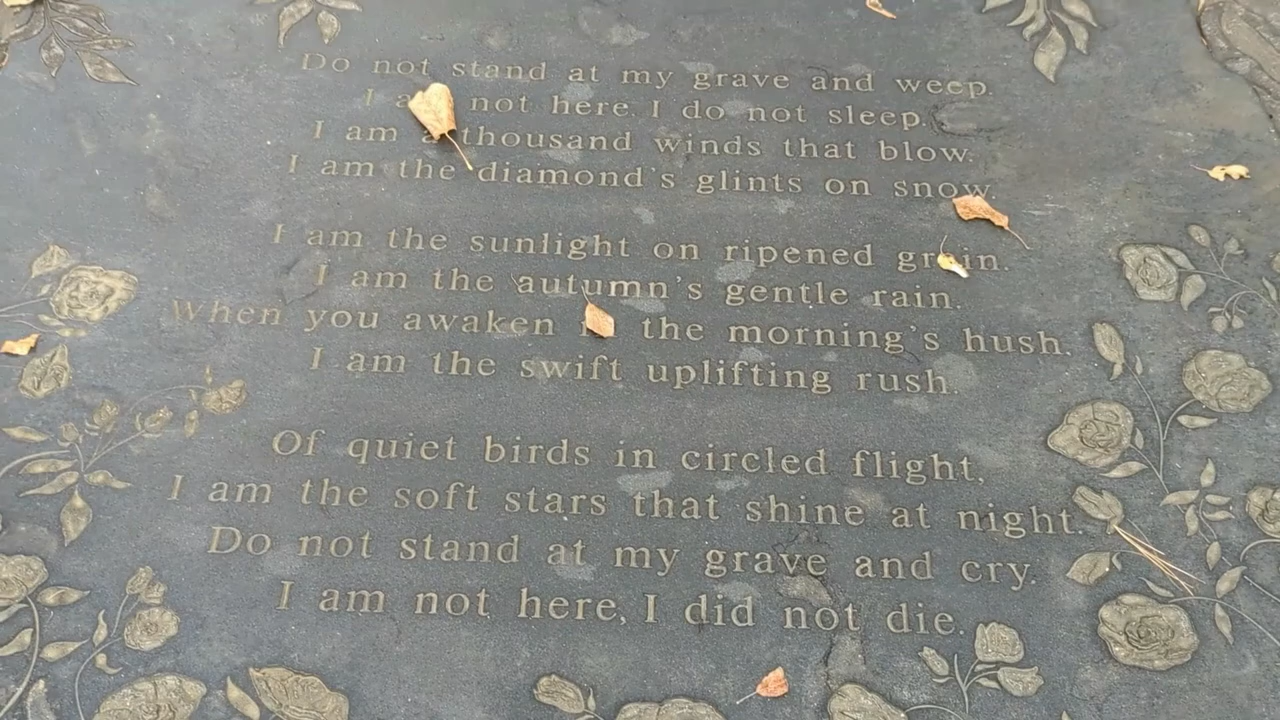 Do not stand at my grave and weep.
I am not here, I do not sleep.
I am a thousand winds that blow.
I am the diamond's glints on snow.
I am the sunlight on ripened grain.
I am the autumn's gentle rain.
When you awaken in the morning's hush.
I am the swift uplifting rush.
Of quiet birds in circled flight,
I am the soft stars that shine at night.
Do not stand at my grave and cry.
I am not here, I did not die.